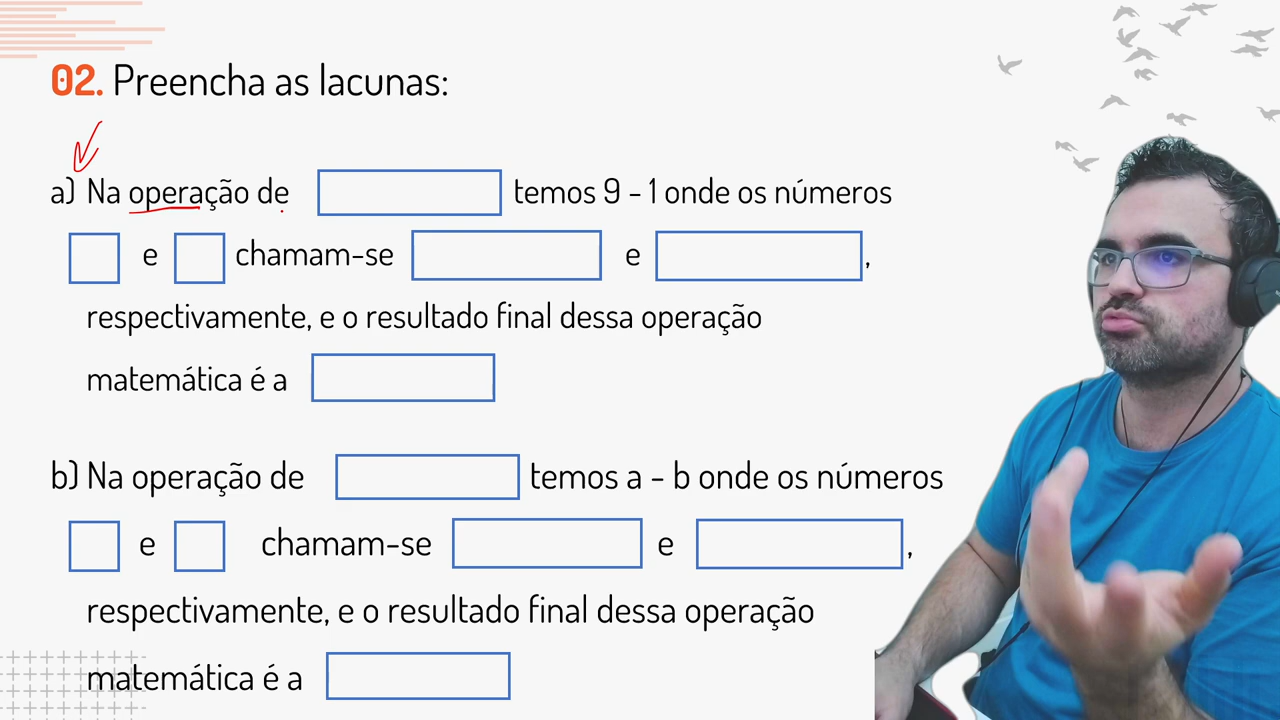 02. Preencha as lacunas:
a) Na operação de temos 9 - 1 onde os números
e chamam-se e ,
respectivamente, e o resultado final dessa operação
matemática é a
b) Na operação de temos a - b onde os números
e chamam-se e ,
respectivamente, e o resultado final dessa operação
matemática é a